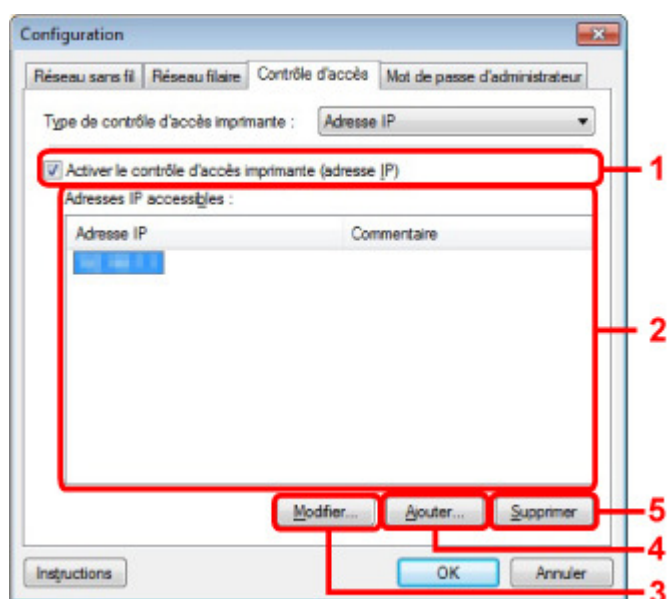 Configuration
Réseau sans fil Réseau filaire Contrôle d'accès Mot de passe d'administrateur
Type de contrôle d'accès imprimante : Adresse IP
Activer le contrôle d'accès imprimante (adresse IP) 1
Adresses IP accessibles :
Adresse IP Commentaire
2
Modifier... Ajouter... Supprimer 5
4
Instructions OK Annuler
3